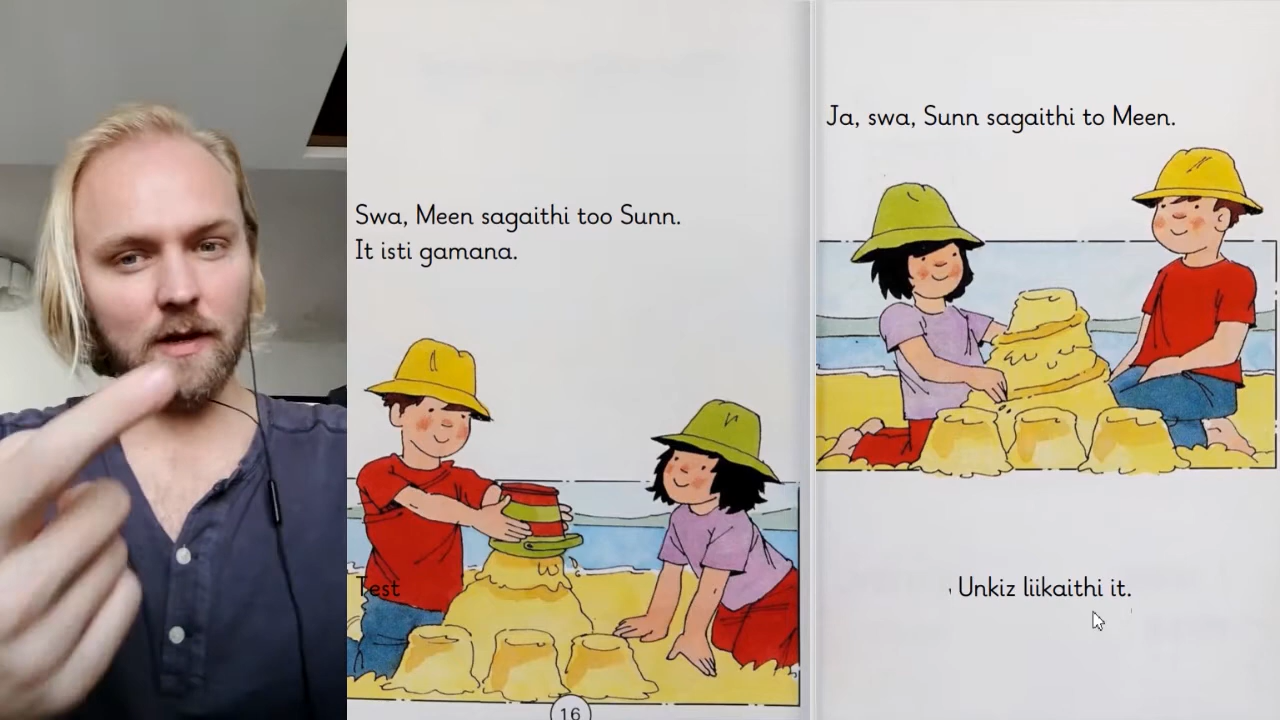 Swa, Meen sagaithi too Sunn.
It isti gamana.
Test
16
Ja, swa, Sunn sagaithi to Meen.
Unkiz liikaithi it.